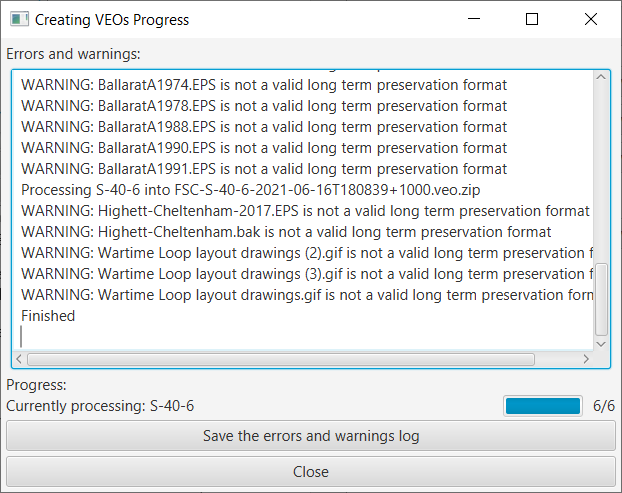 Creating VEOs Progress
Errors and warnings:
WARNING: BallaratA1974.EPS is not a valid long term preservation format
WARNING: BallaratA1978.EPS is not a valid long term preservation format
WARNING: BallaratA1988.EPS is not a valid long term preservation format
WARNING: BallaratA1990.EPS is not a valid long term preservation format
WARNING: BallaratA1991.EPS is not a valid long term preservation format
Processing S-40-6 into FSC-S-40-6-2021-06-16T180839+1000.veo.zip
WARNING: Highett-Cheltenham-2017.EPS is not a valid long term preservation format
WARNING: Highett-Cheltenham.bak is not a valid long term preservation format
WARNING: Wartime Loop layout drawings (2).gif is not a valid long term preservation f
WARNING: Wartime Loop layout drawings (3).gif is not a valid long term preservation f
WARNING: Wartime Loop layout drawings.gif is not a valid long term preservation forn
Finished
Progress:
Currently processing: S-40-6 6/6
Save the errors and warnings log
Close